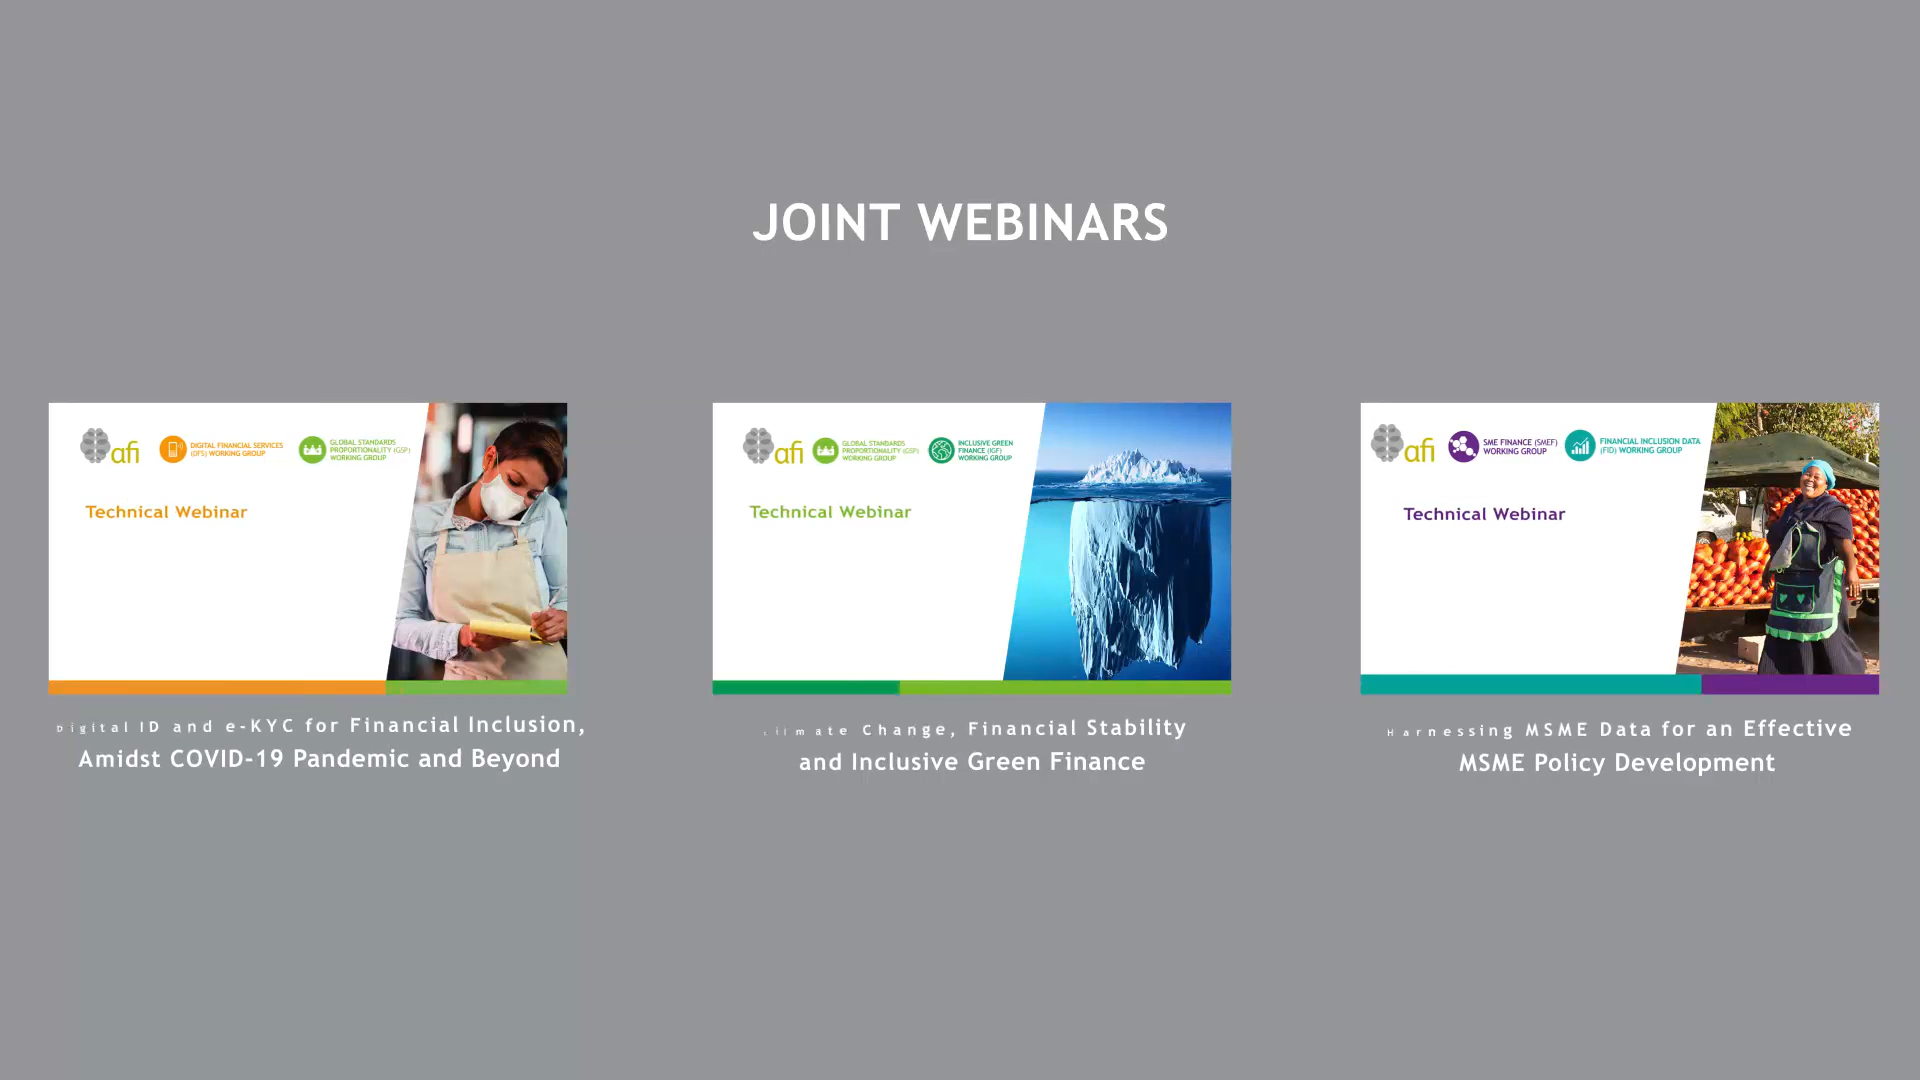 JOINT WEBINARS
afi
DIGITAL FINANCIAL SERVICES
(DFS) WORKING GROUP
GLOBAL STANDARDS
PROPORTIONALITY (GSP)
WORKING GROUP
Technical Webinar
Digital ID and e-KYC for Financial Inclusion,
Amidst COVID-19 Pandemic and Beyond
afi
GLOBAL STANDARDS
PROPORTIONALITY (GSP)
WORKING GROUP
INCLUSIVE GREEN
FINANCE (IGF)
WORKING GROUP
Technical Webinar
Climate Change, Financial Stability
and Inclusive Green Finance
afi
SME FINANCE (SMEF)
WORKING GROUP
FINANCIAL INCLUSION DATA
(FID) WORKING GROUP
Technical Webinar
Harnessing MSME Data for an Effective
MSME Policy Development